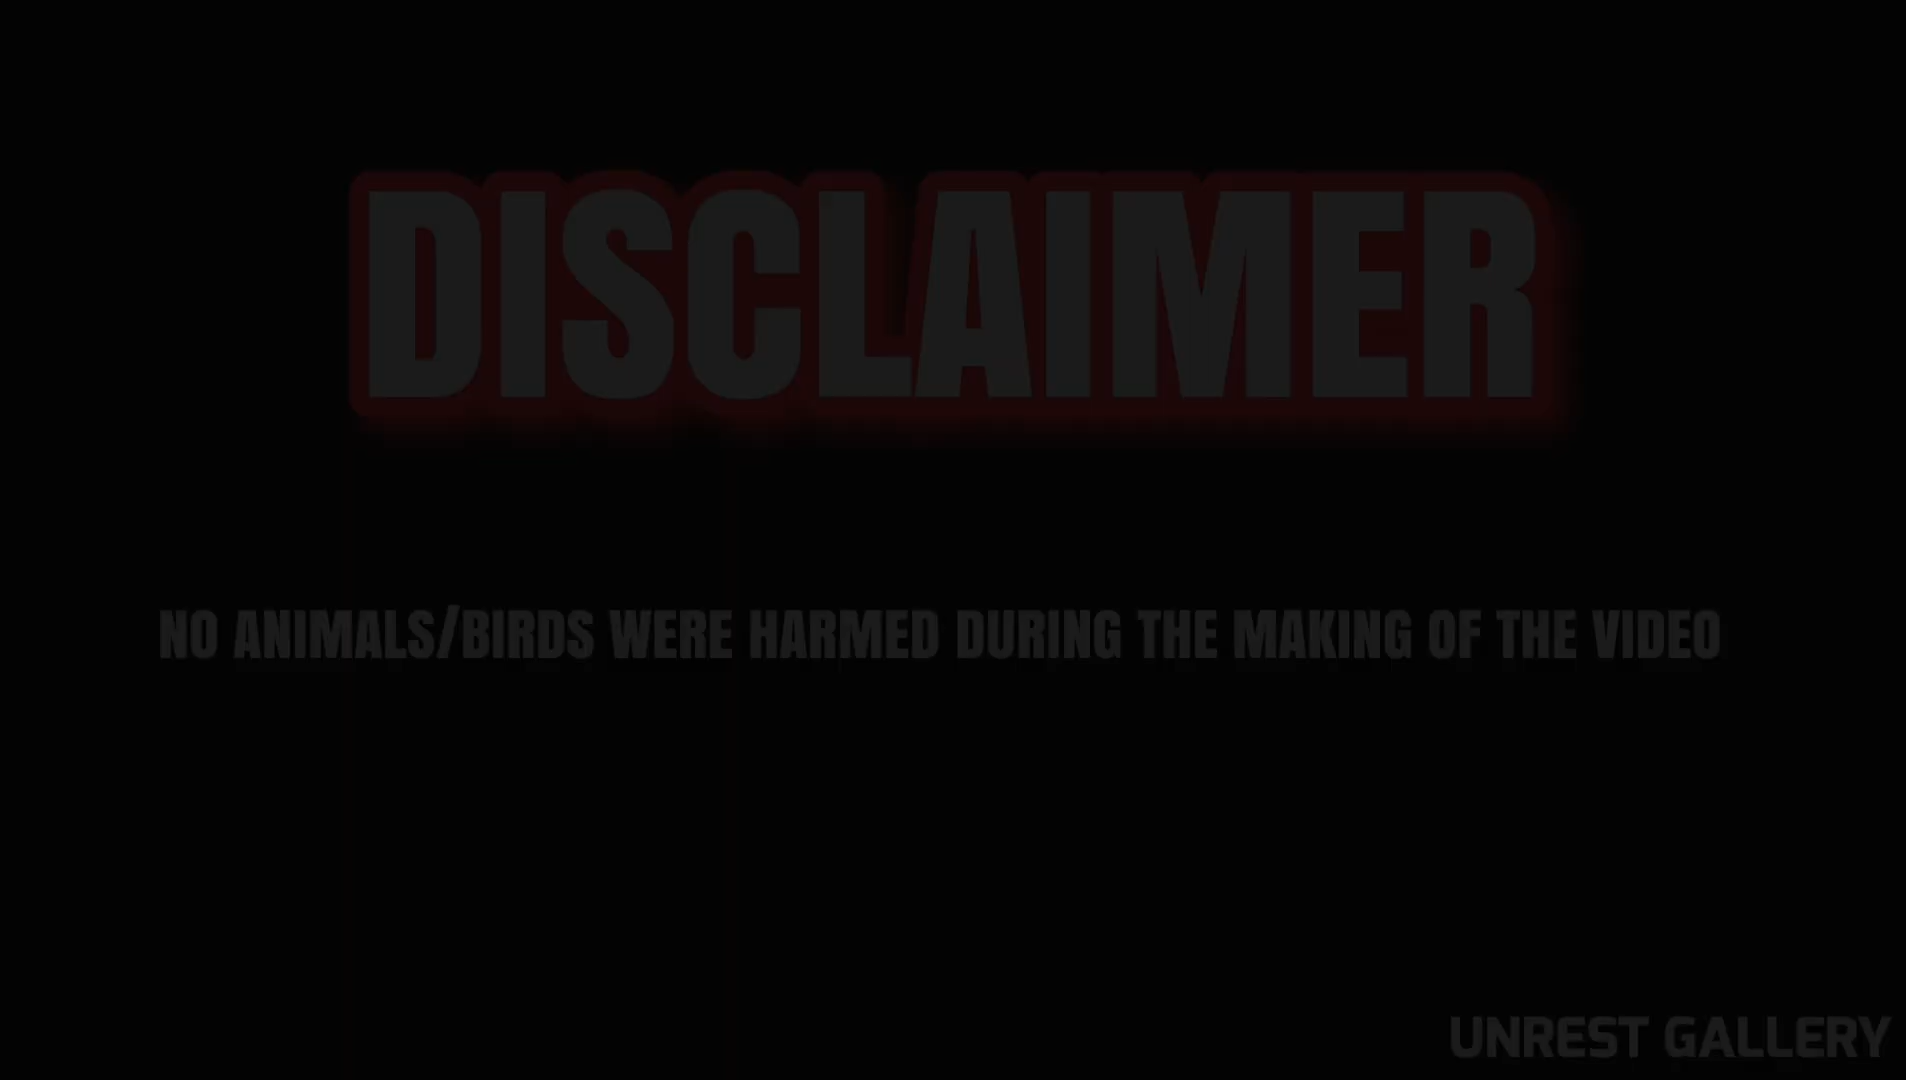 DISCLAIMER
NO ANIMALS/BIRDS WERE HARMED DURING THE MAKING OF THE VIDEO
UNREST GALLERY